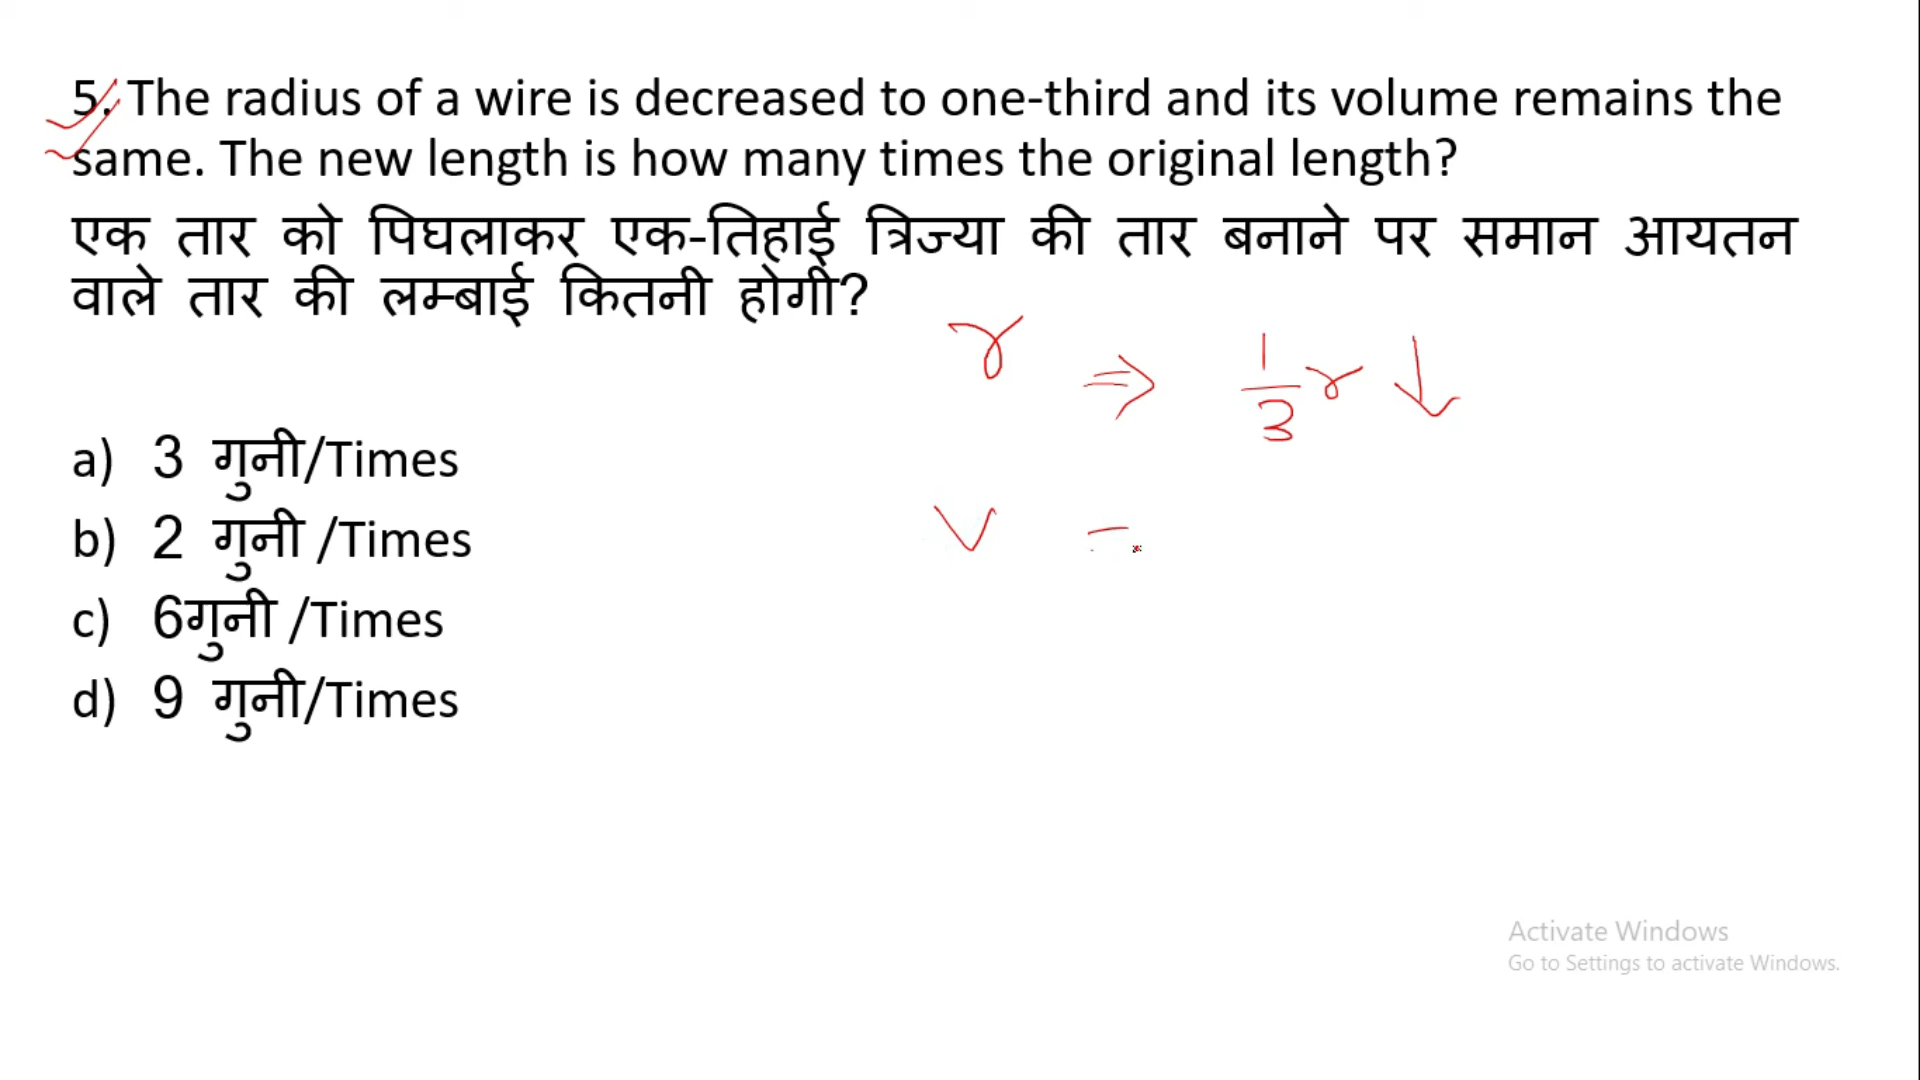 5. The radius of a wire is decreased to one-third and its volume remains the
same. The new length is how many times the original length?
एक तार को पिघलाकर एक-तिहाई त्रिज्या की तार बनाने पर समान आयतन
वाले तार की लम्बाई कितनी होगी?
r ⇒ 1/3 r ↓
a) 3 गुनी/Times
v =
b) 2 गुनी /Times
c) 6गुनी /Times
d) 9 गुनी/Times
Activate Windows
Go to Settings to activate Windows.